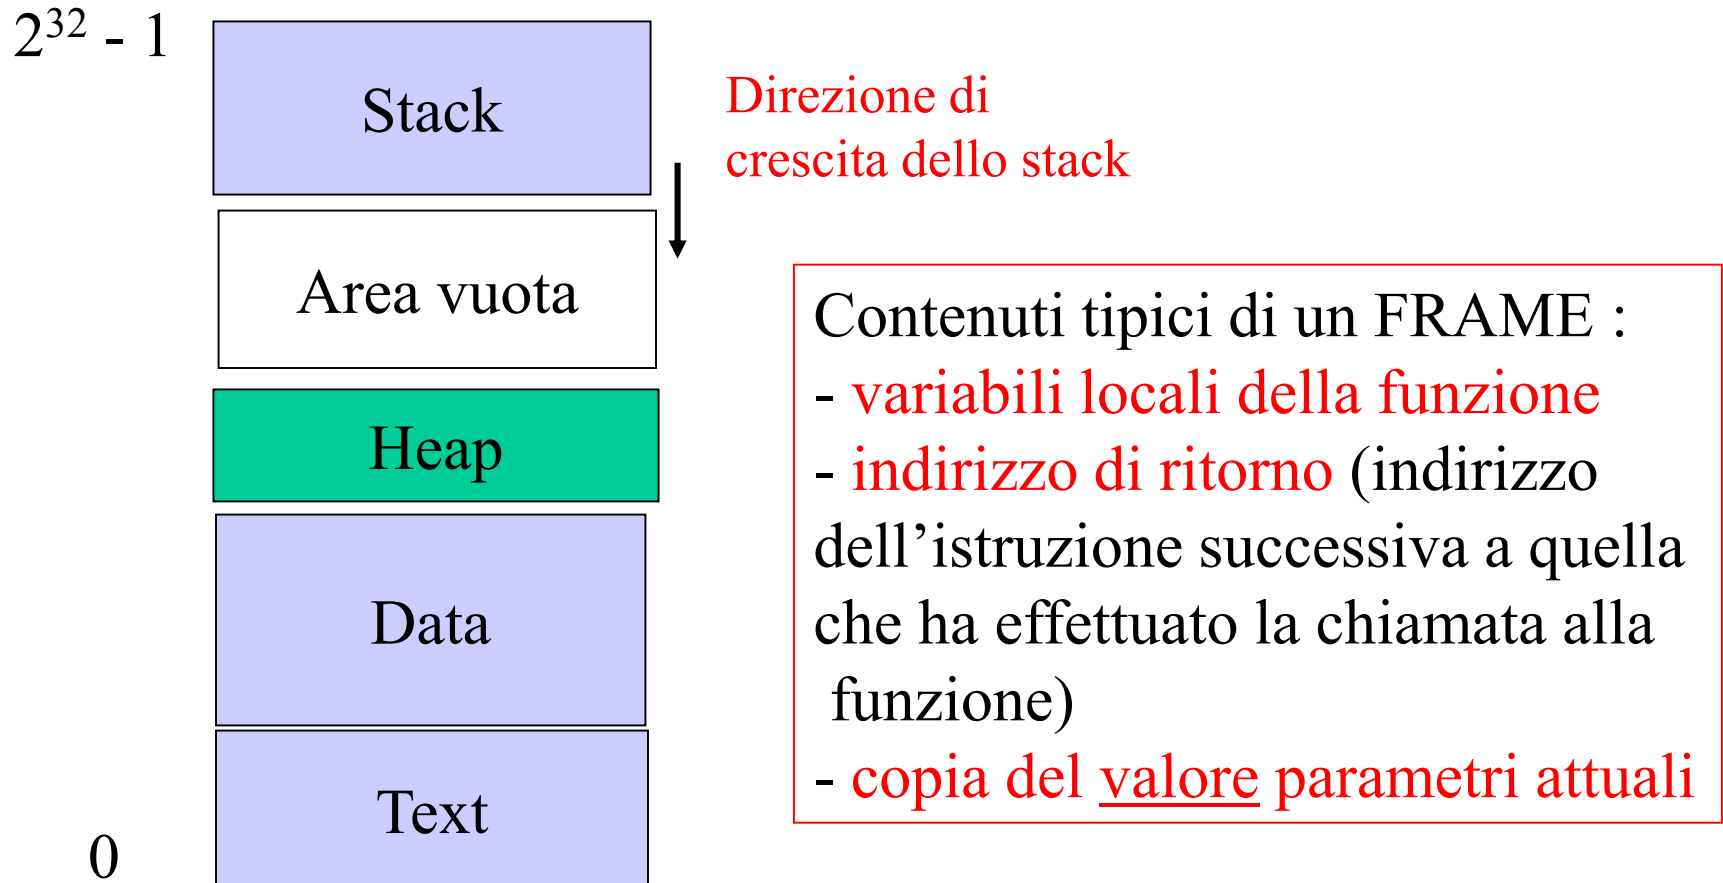 2³² - 1
Stack
Direzione di
crescita dello stack
Area vuota
Heap
Data
Text
0
Contenuti tipici di un FRAME :
- variabili locali della funzione
- indirizzo di ritorno (indirizzo
dell’istruzione successiva a quella
che ha effettuato la chiamata alla
funzione)
- copia del valore parametri attuali